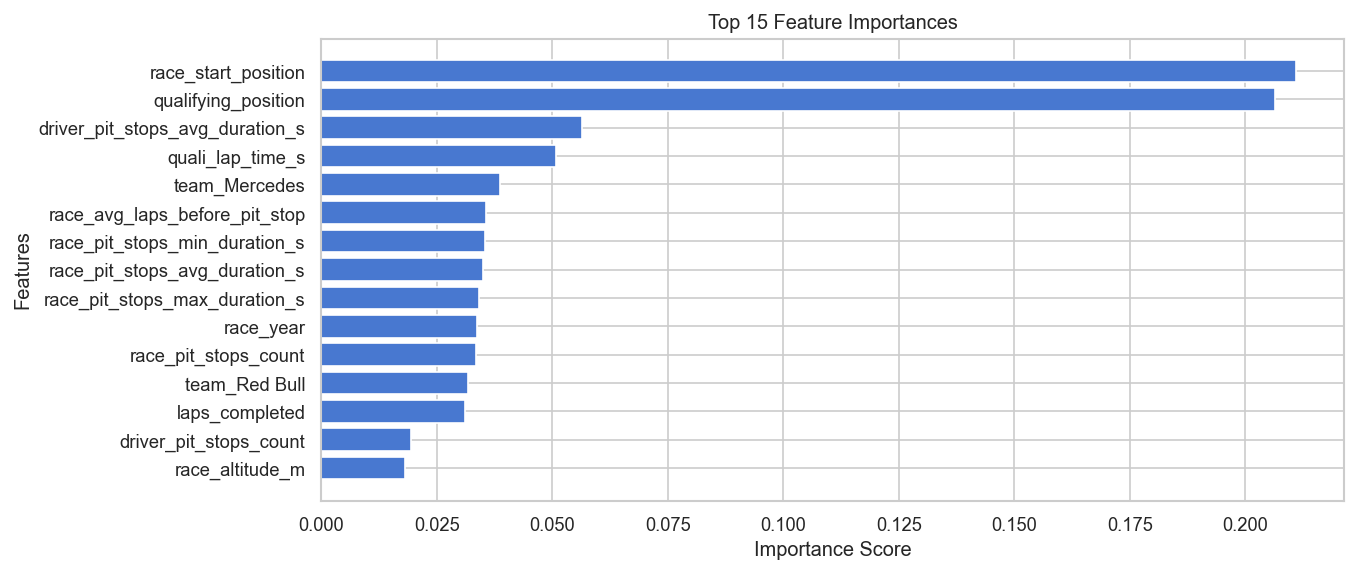 Top 15 Feature Importances
Features
race_start_position
qualifying_position
driver_pit_stops_avg_duration_s
quali_lap_time_s
team_Mercedes
race_avg_laps_before_pit_stop
race_pit_stops_min_duration_s
race_pit_stops_avg_duration_s
race_pit_stops_max_duration_s
race_year
race_pit_stops_count
team_Red Bull
laps_completed
driver_pit_stops_count
race_altitude_m
0.000 0.025 0.050 0.075 0.100 0.125 0.150 0.175 0.200
Importance Score